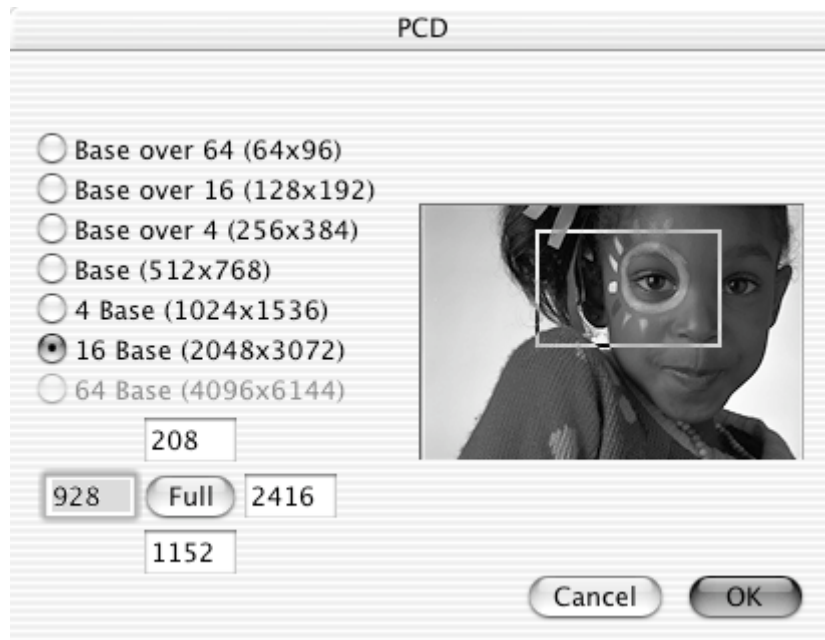 PCD
Base over 64 (64x96)
Base over 16 (128x192)
Base over 4 (256x384)
Base (512x768)
4 Base (1024x1536)
16 Base (2048x3072)
64 Base (4096x6144)
208
928 Full 2416
1152
Cancel OK